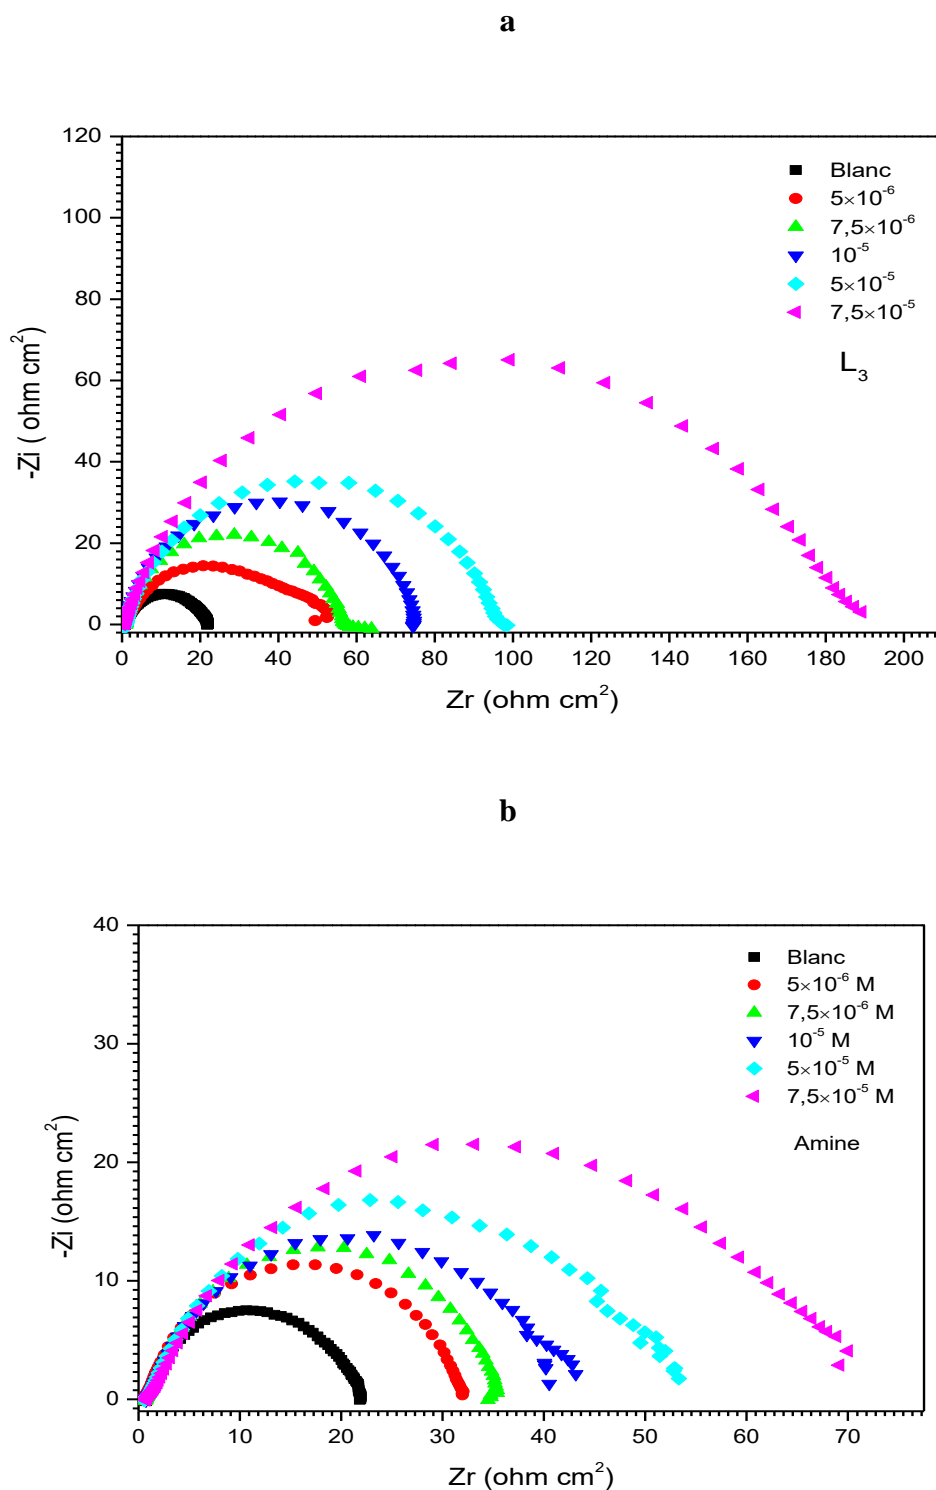 a
120
100
80
60
40
20
0
-Zi ( ohm cm²)
Blanc
5×10⁻⁶
7,5×10⁻⁶
10⁻⁵
5×10⁻⁵
7,5×10⁻⁵
L₃
0 20 40 60 80 100 120 140 160 180 200
Zr (ohm cm²)
b
40
30
20
10
0
-Zi (ohm cm²)
Blanc
5×10⁻⁶ M
7,5×10⁻⁶ M
10⁻⁵ M
5×10⁻⁵ M
7,5×10⁻⁵ M
Amine
0 10 20 30 40 50 60 70
Zr (ohm cm²)